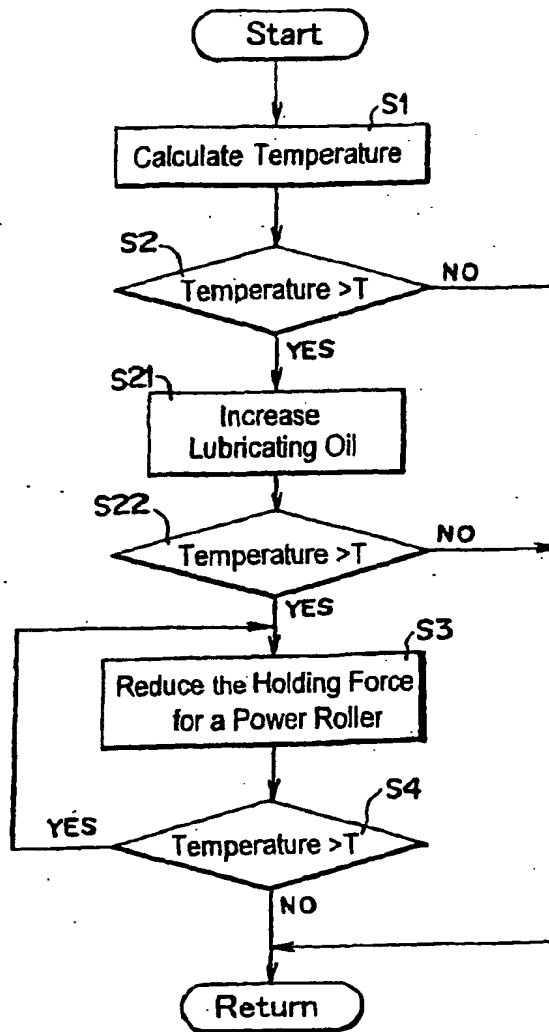 Start
S1
Calculate Temperature
S2
Temperature >T
NO
YES
S21
Increase
Lubricating Oil
S22
Temperature >T
NO
YES
S3
Reduce the Holding Force
for a Power Roller
S4
YES
Temperature >T
NO
Return